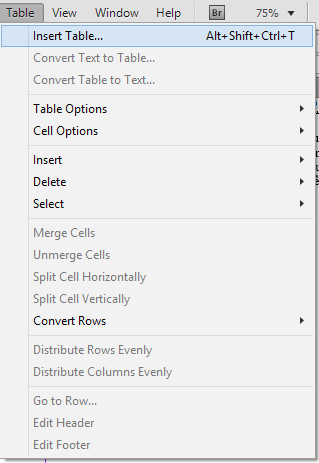 Table View Window Help Br 75%
Insert Table... Alt+Shift+Ctrl+T
Convert Text to Table...
Convert Table to Text...
Table Options
Cell Options
Insert
Delete
Select
Merge Cells
Unmerge Cells
Split Cell Horizontally
Split Cell Vertically
Convert Rows
Distribute Rows Evenly
Distribute Columns Evenly
Go to Row...
Edit Header
Edit Footer